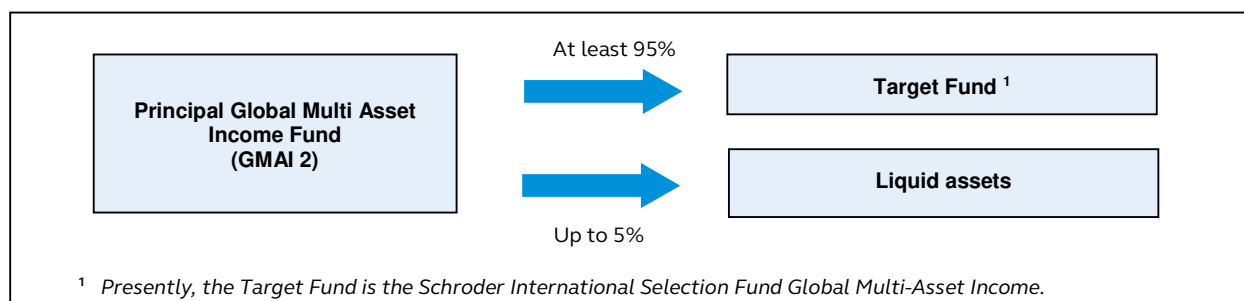 At least 95%
Principal Global Multi Asset
Income Fund
(GMAI 2)
Target Fund ¹
Liquid assets
Up to 5%
¹ Presently, the Target Fund is the Schroder International Selection Fund Global Multi-Asset Income.